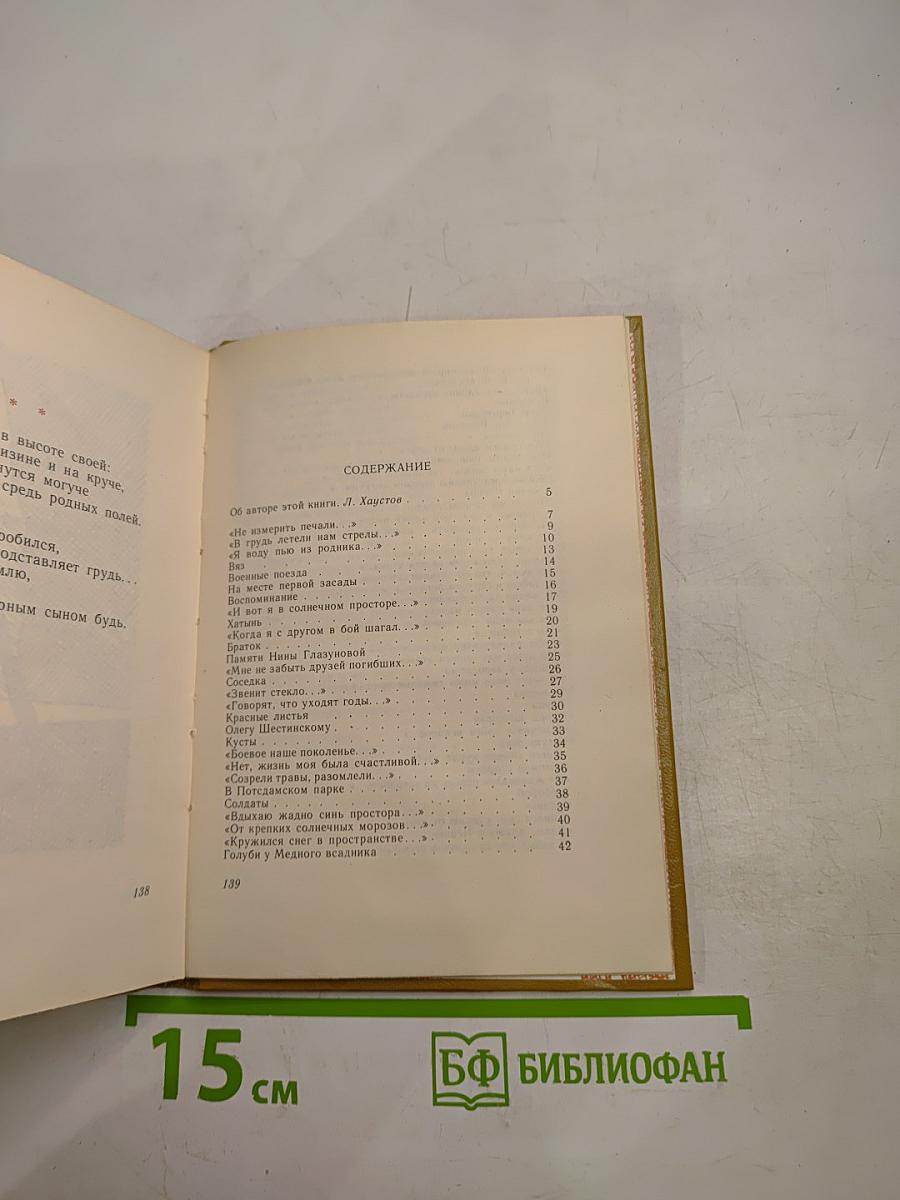 * *
в высоте своей:
изине и на круче,
нутся могуче
средь родных полей.
робился,
одставляет грудь...
млю,
рным сыном будь.
138
СОДЕРЖАНИЕ
Об авторе этой книги. Л. Хаустов . . . . . . 5
«Не измерить печали...» . . . . . . 7
«В грудь летели нам стрелы...» . . . . . . 9
«Я воду пью из родника...» . . . . . . 10
Вяз . . . . . . 13
Военные поезда . . . . . . 14
На месте первой засады . . . . . . 15
Воспоминание . . . . . . 16
«И вот я в солнечном просторе...» . . . . . . 17
Хатынь . . . . . . 19
«Когда я с другом в бой шагал...» . . . . . . 20
Браток . . . . . . 21
Памяти Нины Глазуновой . . . . . . 23
«Мне не забыть друзей погибших...» . . . . . . 25
Соседка . . . . . . 26
«Звенит стекло...» . . . . . . 27
«Говорят, что уходят годы...» . . . . . . 29
Красные листья . . . . . . 30
Олегу Шестинскому . . . . . . 32
Кусты . . . . . . 33
«Боевое наше поколенье...» . . . . . . 34
«Нет, жизнь моя была счастливой...» . . . . . . 35
«Созрели травы, разомлели...» . . . . . . 36
В Потсдамском парке . . . . . . 37
Солдаты . . . . . . 38
«Вдыхаю жадно синь простора...» . . . . . . 39
«От крепких солнечных морозов...» . . . . . . 40
«Кружился снег в пространстве...» . . . . . . 41
Голуби у Медного всадника . . . . . . 42
139
15 см
БФ БИБЛИОФАН